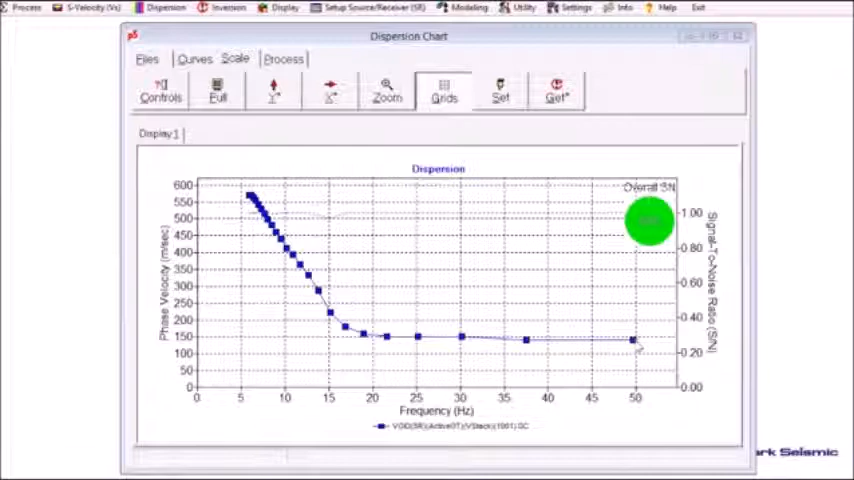 Process S-Velocity (Vs) Dispersion Inversion Display Setup Source/Receiver (SR) Modeling Utility Settings Info Help Exit
pS Dispersion Chart
Files Curves Scale Process
Controls Full Y* X* Zoom Grids Set Get*
Display1
Dispersion
Overall SN
600
550
500
450
400
350
300
250
200
150
100
50
0
Phase Velocity (m/sec)
1.00
0.80
0.60
0.40
0.20
0.00
Signal-To-Noise Ratio (S/N)
0 5 10 15 20 25 30 35 40 45 50
Frequency (Hz)
ark Seismic